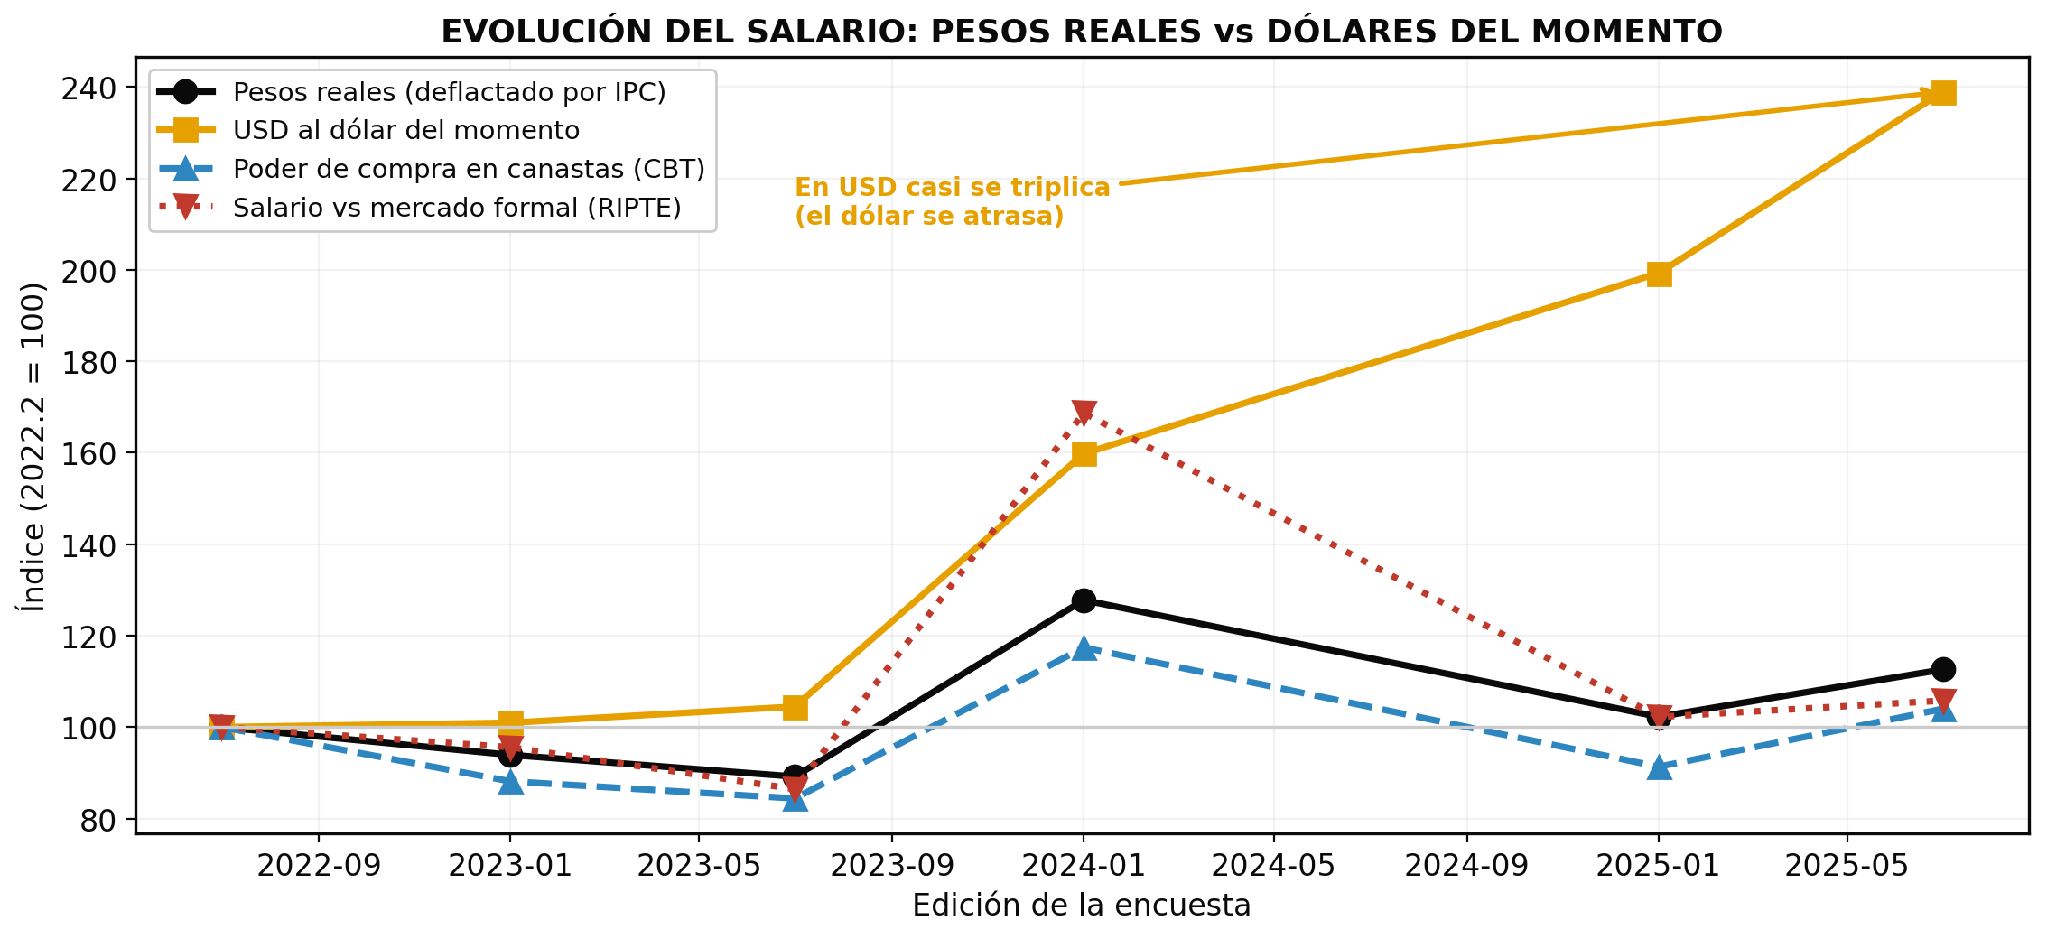 EVOLUCIÓN DEL SALARIO: PESOS REALES vs DÓLARES DEL MOMENTO
Pesos reales (deflactado por IPC)
USD al dólar del momento
Poder de compra en canastas (CBT)
Salario vs mercado formal (RIPTE)
En USD casi se triplica
(el dólar se atrasa)
Índice (2022.2 = 100)
240
220
200
180
160
140
120
100
80
2022-09
2023-01
2023-05
2023-09
2024-01
2024-05
2024-09
2025-01
2025-05
Edición de la encuesta